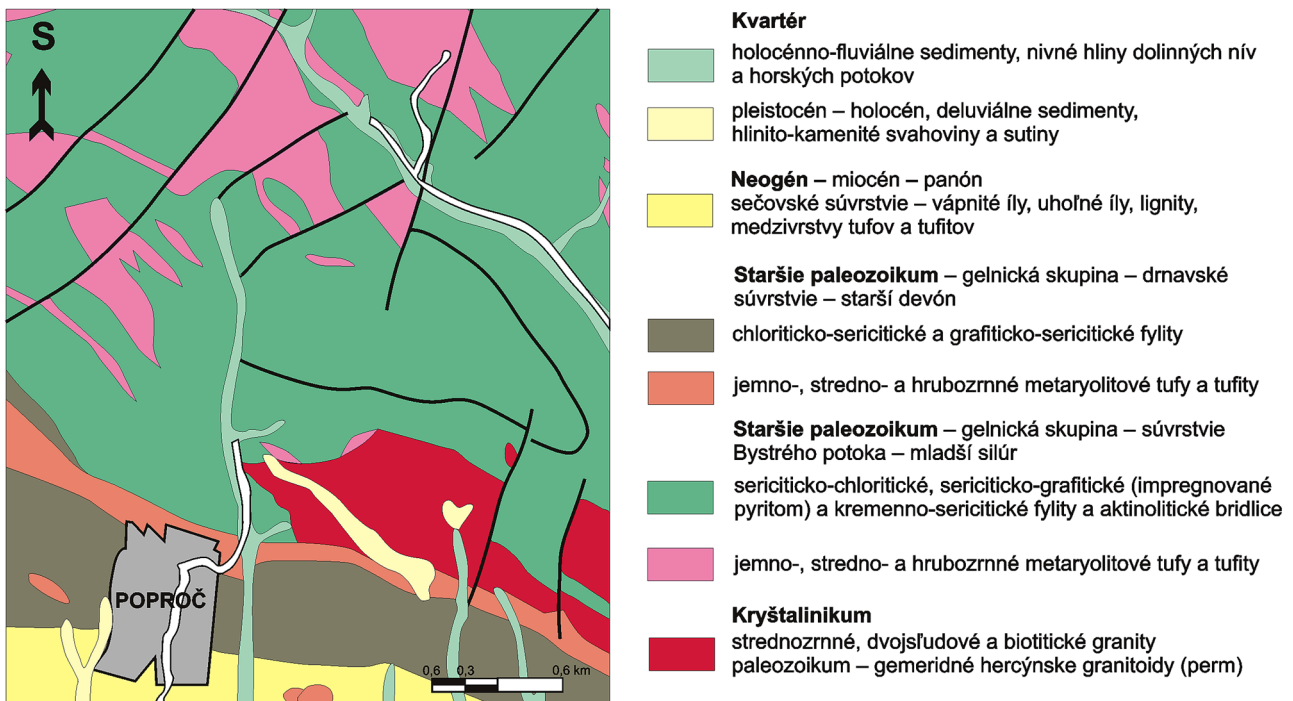 S
POPROČ
0,6 0,3 0,6 km
Kvartér
holocénno-fluviálne sedimenty, nivné hliny dolinných nív
a horských potokov
pleistocén – holocén, deluviálne sedimenty,
hlinito-kamenité svahoviny a sutiny
Neogén – miocén – panón
sečovské súvrstvie – vápnité íly, uhoľné íly, lignity,
medzivrstvy tufov a tufitov
Staršie paleozoikum – gelnická skupina – drnavské
súvrstvie – starší devón
chloriticko-sericitické a grafiticko-sericitické fylity
jemno-, stredno- a hrubozrnné metaryolitové tufy a tufity
Staršie paleozoikum – gelnická skupina – súvrstvie
Bystrého potoka – mladší silúr
sericiticko-chloritické, sericiticko-grafitické (impregnované
pyritom) a kremenno-sericitické fylity a aktinolitické bridlice
jemno-, stredno- a hrubozrnné metaryolitové tufy a tufity
Kryštalinikum
strednozrnné, dvojsľudové a biotitické granity
paleozoikum – gemeridné hercýnske granitoidy (perm)